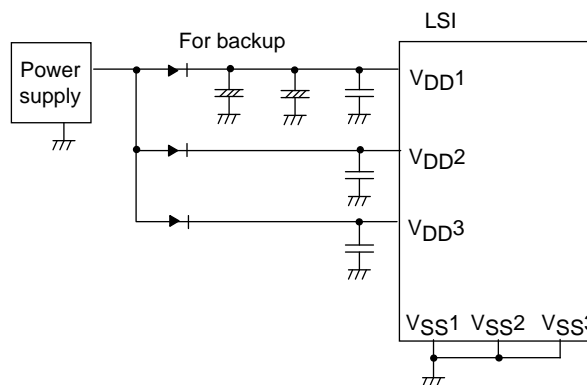 LSI
For backup
Power
supply
VDD1
VDD2
VDD3
VSS1 VSS2 VSS3